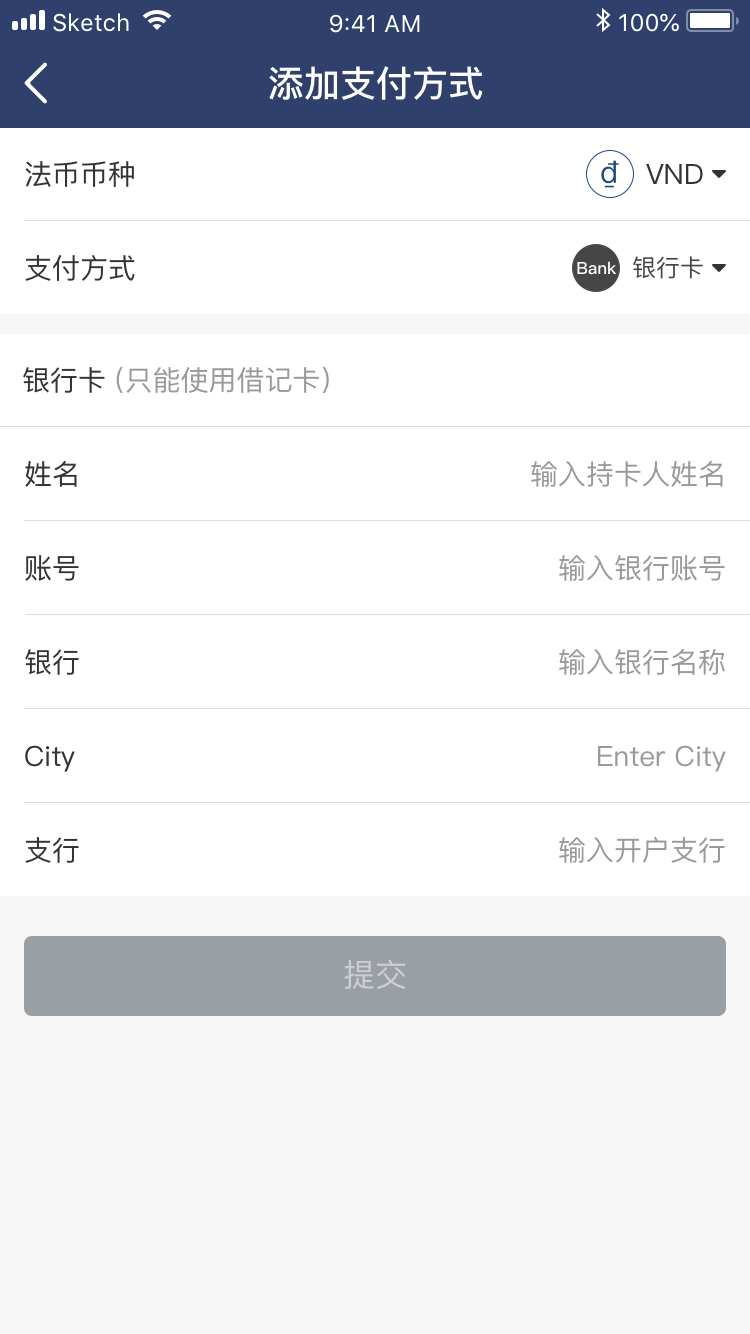 Sketch 9:41 AM 100%
添加支付方式
法币币种 ₫ VND
支付方式 Bank 银行卡
银行卡 (只能使用借记卡)
姓名 输入持卡人姓名
账号 输入银行账号
银行 输入银行名称
City Enter City
支行 输入开户支行
提交